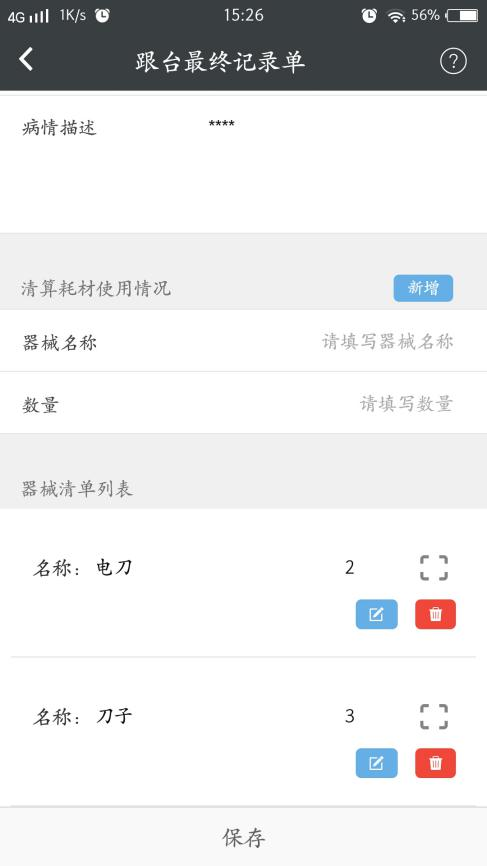 4G 1K/s 15:26 56%
跟台最终记录单 ?
病情描述 ****
清算耗材使用情况 新增
器械名称 请填写器械名称
数量 请填写数量
器械清单列表
名称：电刀 2
名称：刀子 3
保存